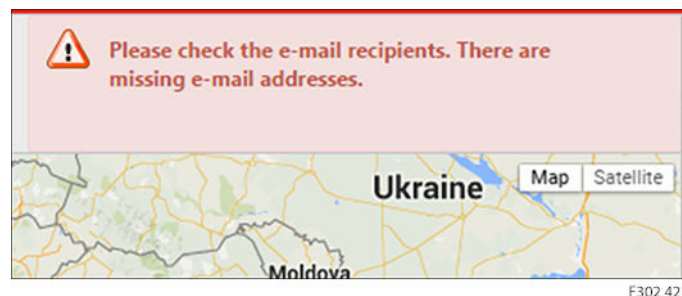 Please check the e-mail recipients. There are
missing e-mail addresses.
Ukraine
Map Satellite
Moldova
F302 42